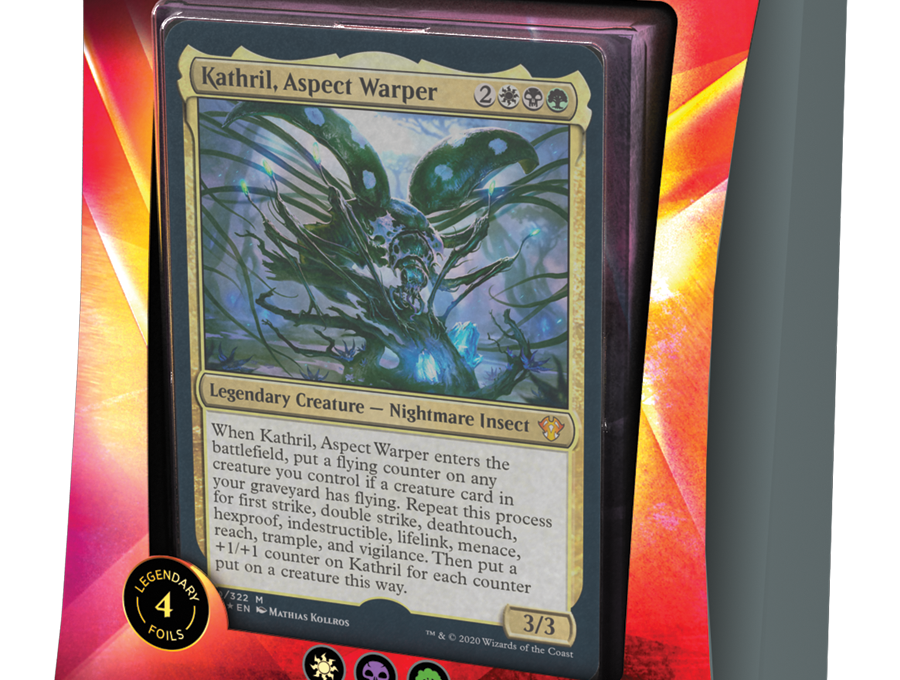 Kathril, Aspect Warper 2
Legendary Creature — Nightmare Insect
When Kathril, Aspect Warper enters the
battlefield, put a flying counter on any
creature you control if a creature card in
your graveyard has flying. Repeat this process
for first strike, double strike, deathtouch,
hexproof, indestructible, lifelink, menace,
reach, trample, and vigilance. Then put a
+1/+1 counter on Kathril for each counter
put on a creature this way.
3/3
/322 M
EN Mathias Kollros
™ & © 2020 Wizards of the Coast
LEGENDARY
4
FOILS